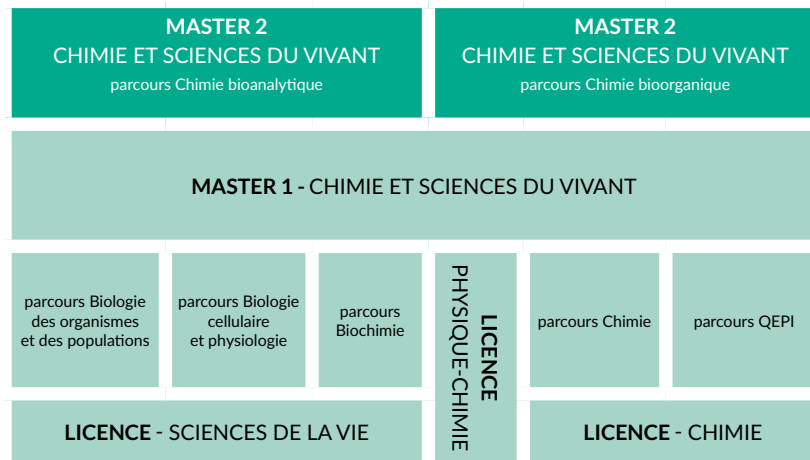 MASTER 2
CHIMIE ET SCIENCES DU VIVANT
parcours Chimie bioanalytique
MASTER 2
CHIMIE ET SCIENCES DU VIVANT
parcours Chimie bioorganique
MASTER 1 - CHIMIE ET SCIENCES DU VIVANT
parcours Biologie
des organismes
et des populations
parcours Biologie
cellulaire
et physiologie
parcours
Biochimie
LICENCE
PHYSIQUE-CHIMIE
parcours Chimie
parcours QEPI
LICENCE - SCIENCES DE LA VIE
LICENCE - CHIMIE